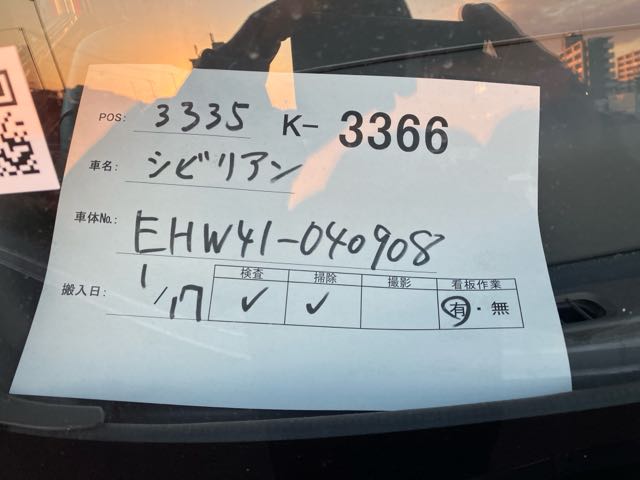 POS: 3335 K- 3366
車名: シビリアン
車体No.: EHW41-040908
搬入日: 1/17
検査 掃除 撮影 看板作業
✓ ✓ 有・無